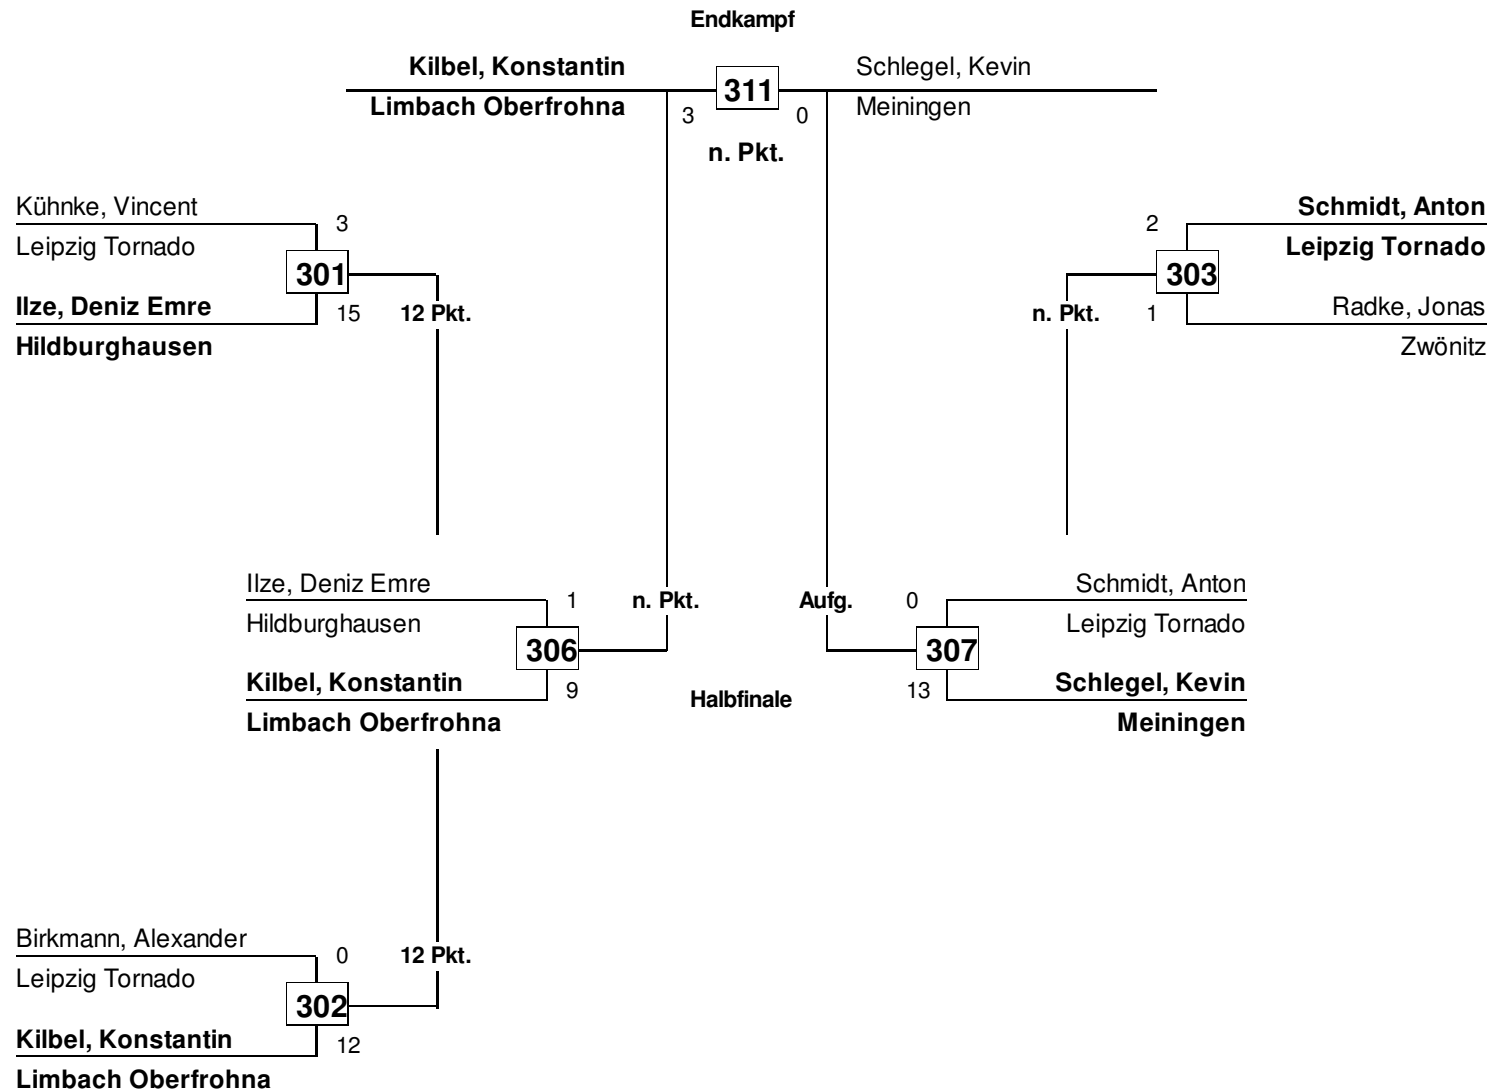 Endkampf
Kilbel, Konstantin
Limbach Oberfrohna
3
311
0
n. Pkt.
Schlegel, Kevin
Meiningen
Kühnke, Vincent
Leipzig Tornado
3
301
Ilze, Deniz Emre
Hildburghausen
15
12 Pkt.
Schmidt, Anton
Leipzig Tornado
2
303
Radke, Jonas
Zwönitz
1
n. Pkt.
Ilze, Deniz Emre
Hildburghausen
1
306
n. Pkt.
Kilbel, Konstantin
Limbach Oberfrohna
9
Halbfinale
Aufg.
0
Schmidt, Anton
Leipzig Tornado
307
13
Schlegel, Kevin
Meiningen
Birkmann, Alexander
Leipzig Tornado
0
12 Pkt.
302
Kilbel, Konstantin
Limbach Oberfrohna
12